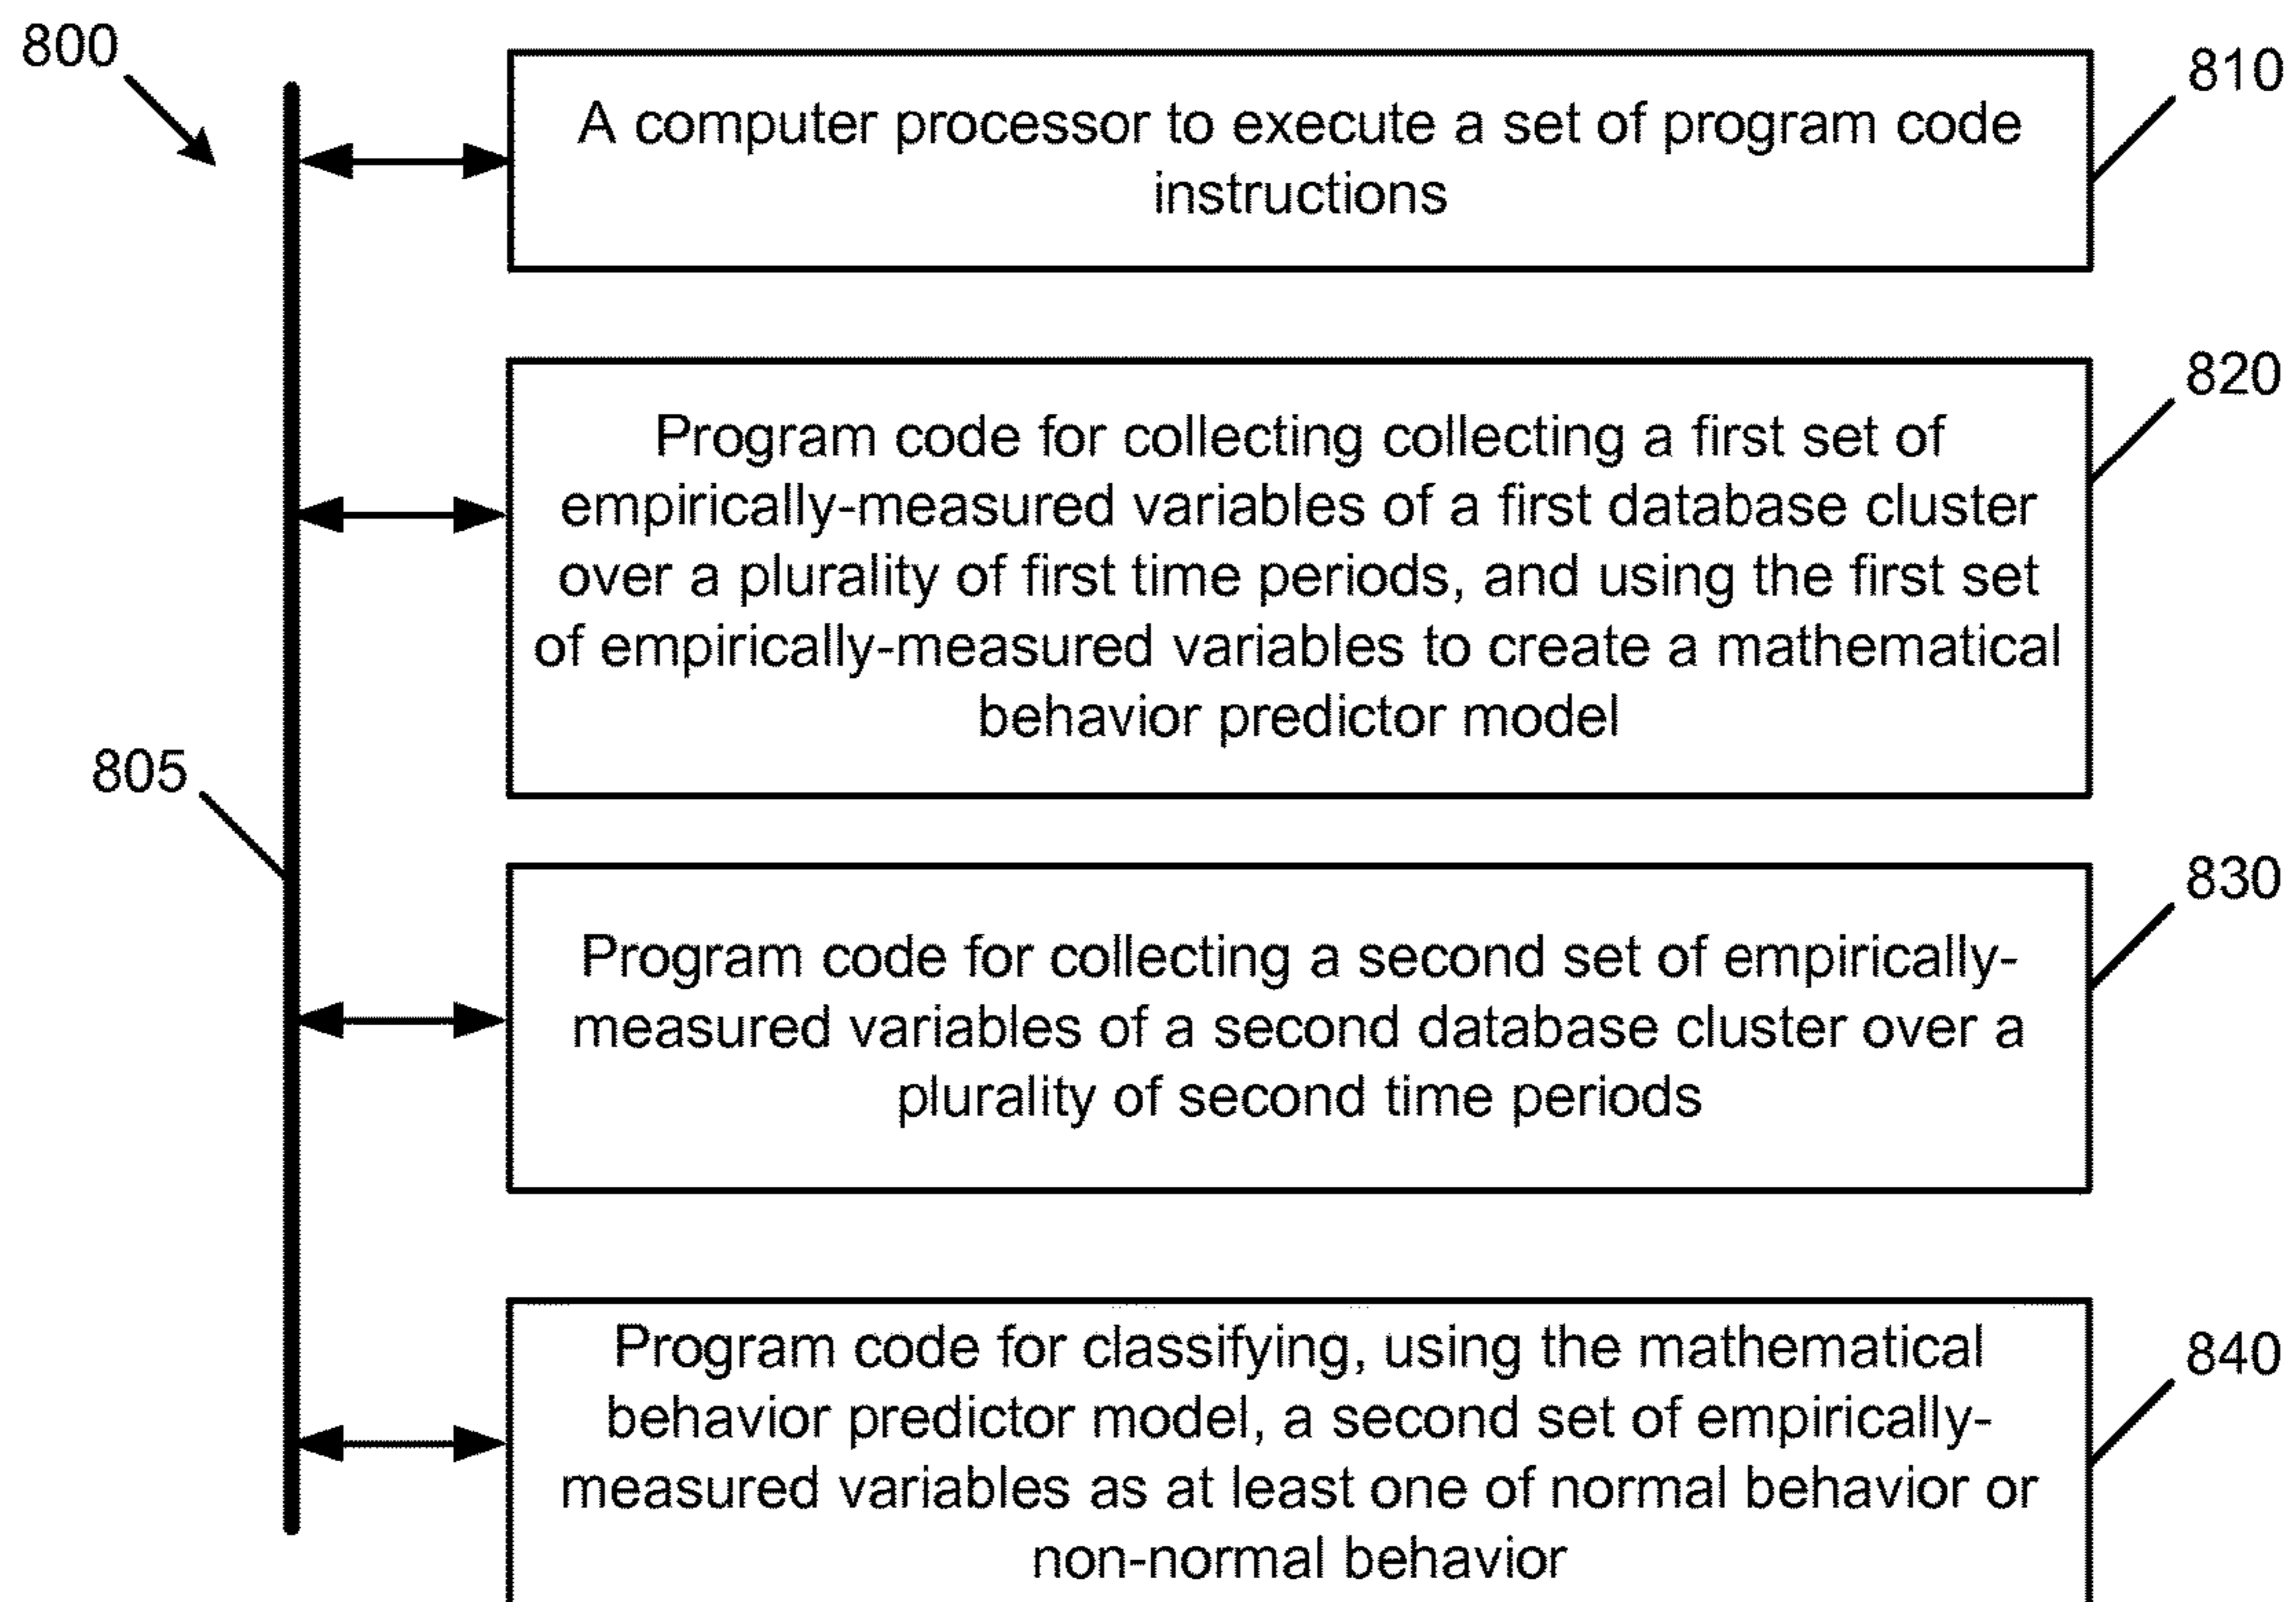 800
810
A computer processor to execute a set of program code
instructions
820
Program code for collecting collecting a first set of
empirically-measured variables of a first database cluster
over a plurality of first time periods, and using the first set
of empirically-measured variables to create a mathematical
behavior predictor model
805
830
Program code for collecting a second set of empirically-
measured variables of a second database cluster over a
plurality of second time periods
840
Program code for classifying, using the mathematical
behavior predictor model, a second set of empirically-
measured variables as at least one of normal behavior or
non-normal behavior